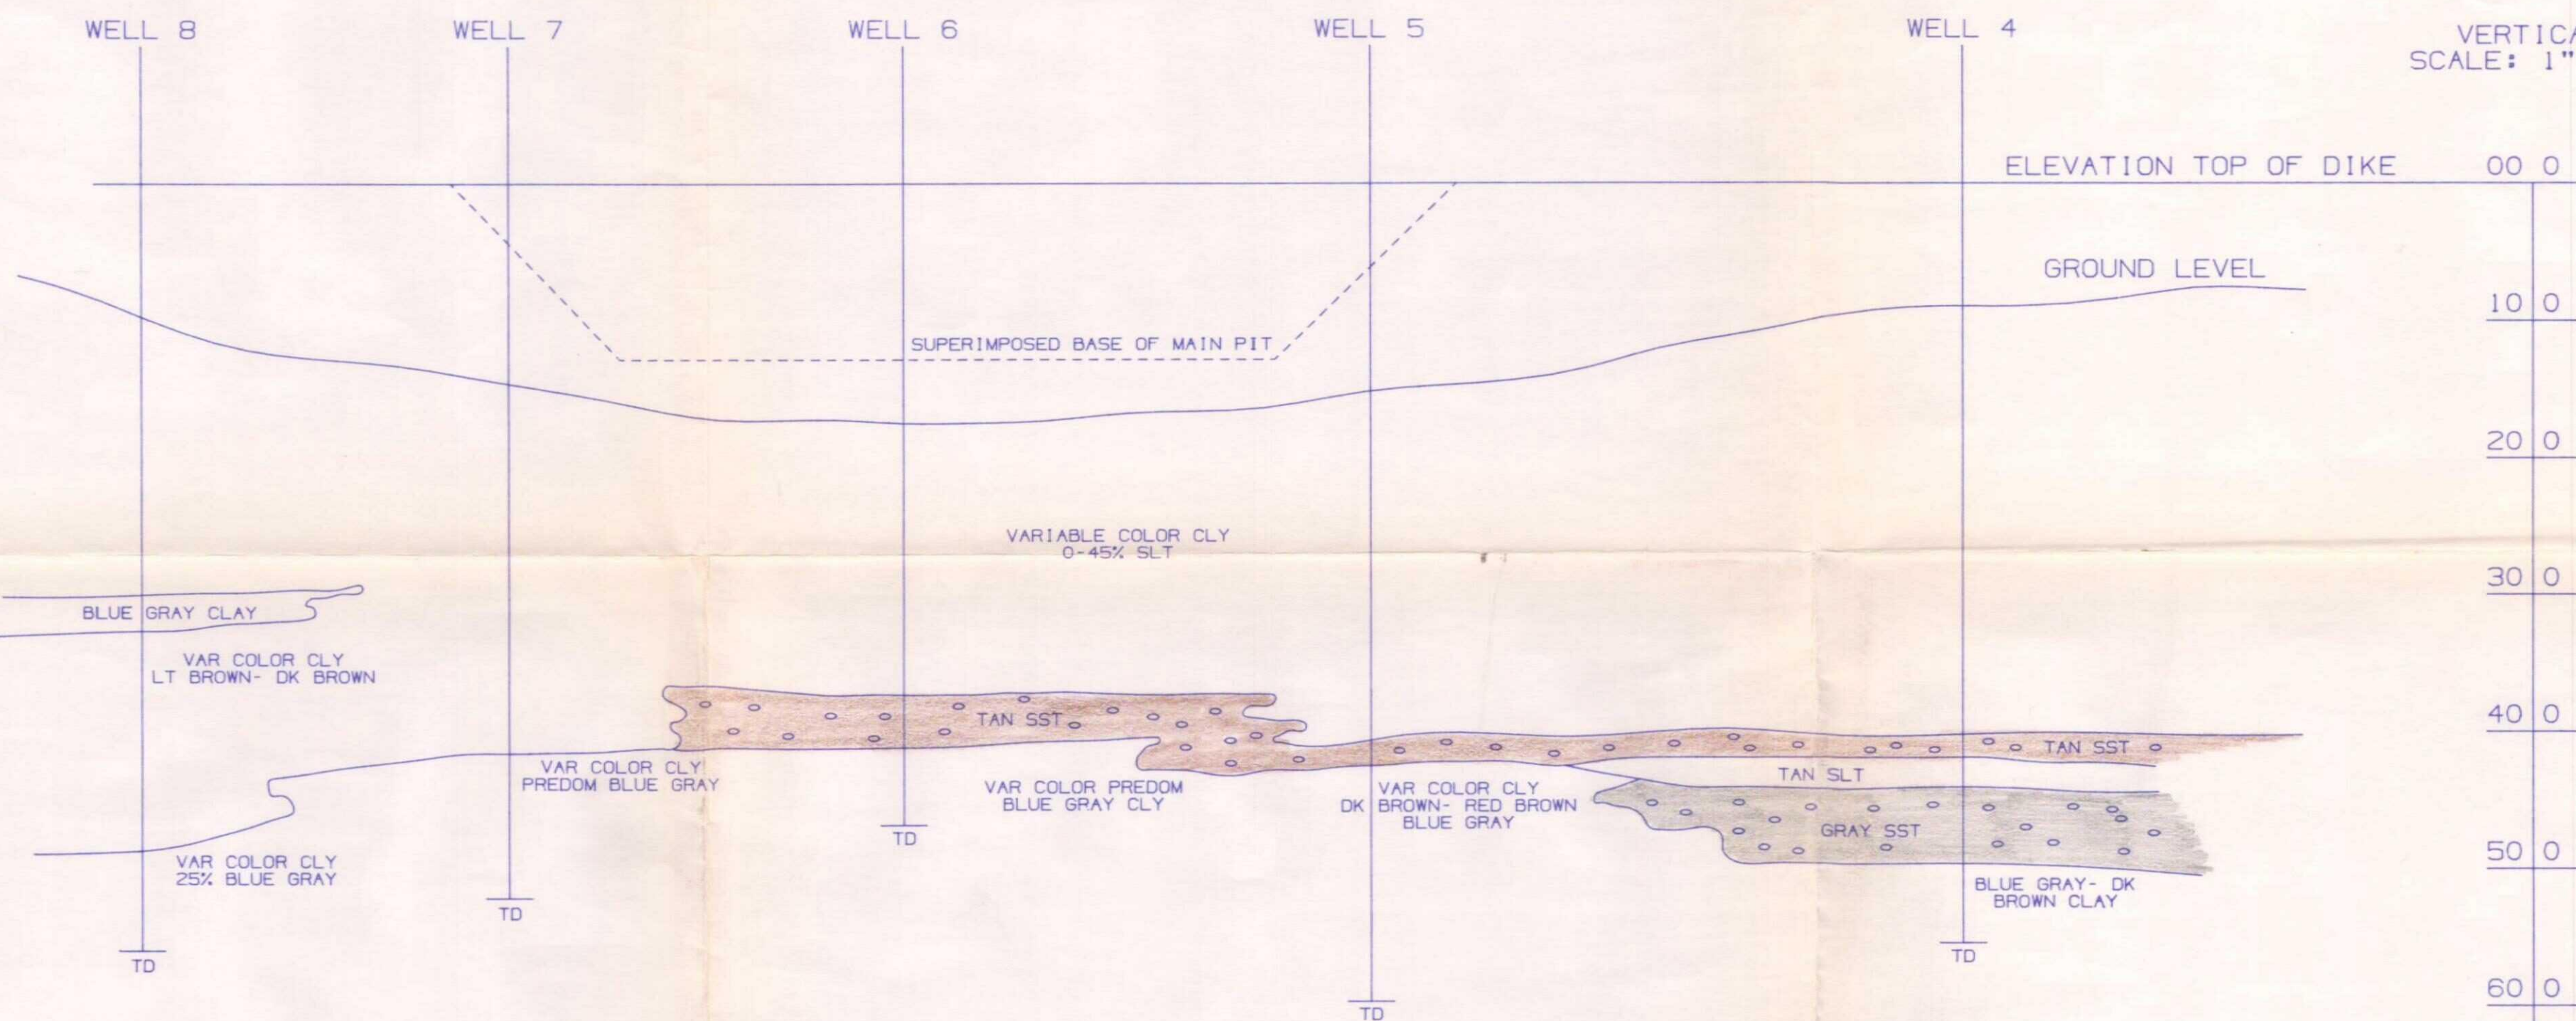 WELL 8
WELL 7
WELL 6
WELL 5
WELL 4
VERTICA
SCALE: 1"
ELEVATION TOP OF DIKE
00 0
GROUND LEVEL
10 0
SUPERIMPOSED BASE OF MAIN PIT
20 0
VARIABLE COLOR CLY
0-45% SLT
30 0
BLUE GRAY CLAY
VAR COLOR CLY
LT BROWN- DK BROWN
TAN SST
40 0
TAN SST
VAR COLOR CLY
PREDOM BLUE GRAY
VAR COLOR PREDOM
BLUE GRAY CLY
VAR COLOR CLY
DK BROWN- RED BROWN
BLUE GRAY
TAN SLT
GRAY SST
TD
50 0
VAR COLOR CLY
25% BLUE GRAY
BLUE GRAY- DK
BROWN CLAY
TD
TD
TD
60 0
TD